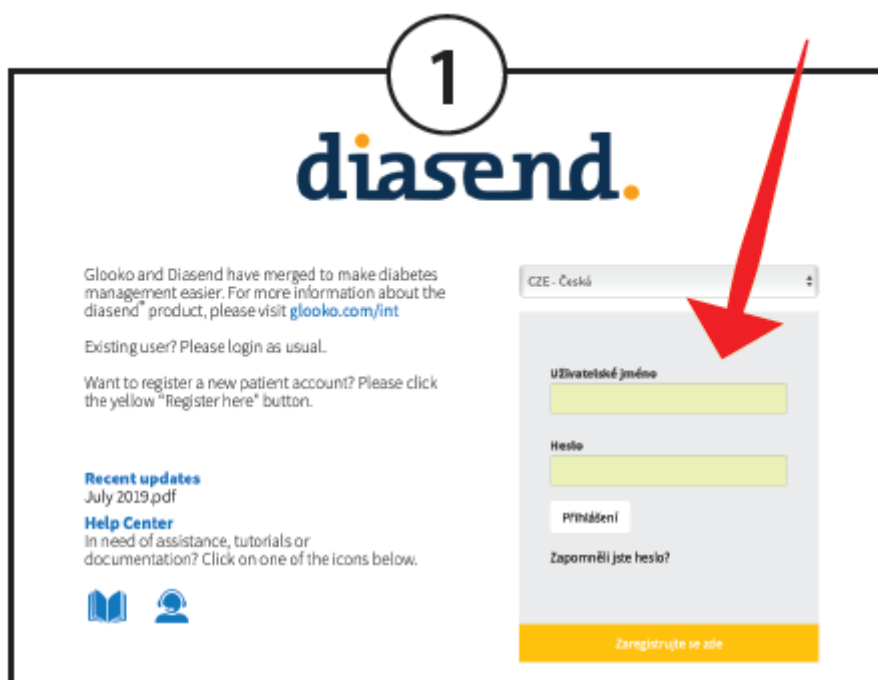 1
diasend.
Glooko and Diasend have merged to make diabetes
management easier. For more information about the
diasend® product, please visit glooko.com/int
Existing user? Please login as usual.
Want to register a new patient account? Please click
the yellow "Register here" button.
Recent updates
July 2019.pdf
Help Center
In need of assistance, tutorials or
documentation? Click on one of the icons below.
CZE - Česká
Uživatelské jméno
Heslo
Přihlášení
Zapomněli jste heslo?
Zaregistrujte se zde